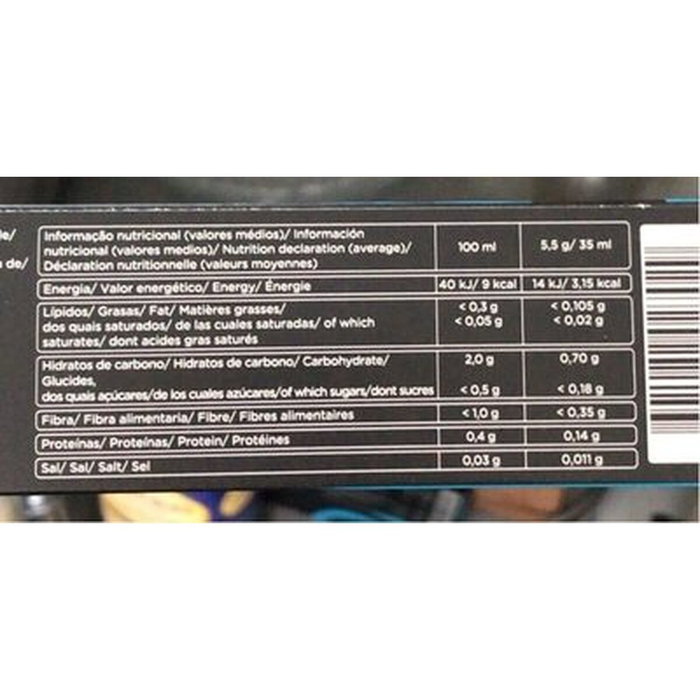 le/
de/
Informação nutricional (valores médios)/ Información
nutricional (valores medios)/ Nutrition declaration (average)/
Déclaration nutritionnelle (valeurs moyennes)
100 ml
5,5 g/ 35 ml
Energia/ Valor energético/ Energy/ Énergie
40 kJ/ 9 kcal
14 kJ/ 3,15 kcal
Lípidos/ Grasas/ Fat/ Matières grasses/
dos quais saturados/ de las cuales saturadas/ of which
saturates/ dont acides gras saturés
< 0,3 g
< 0,05 g
< 0,105 g
< 0,02 g
Hidratos de carbono/ Hidratos de carbono/ Carbohydrate/
Glucides,
dos quais açúcares/de los cuales azúcares/of which sugars/dont sucres
2,0 g
< 0,5 g
0,70 g
< 0,18 g
Fibra/ Fibra alimentaria/ Fibre/ Fibres alimentaires
< 1,0 g
< 0,35 g
Proteínas/ Proteínas/ Protein/ Protéines
0,4 g
0,14 g
Sal/ Sal/ Salt/ Sel
0,03 g
0,011 g